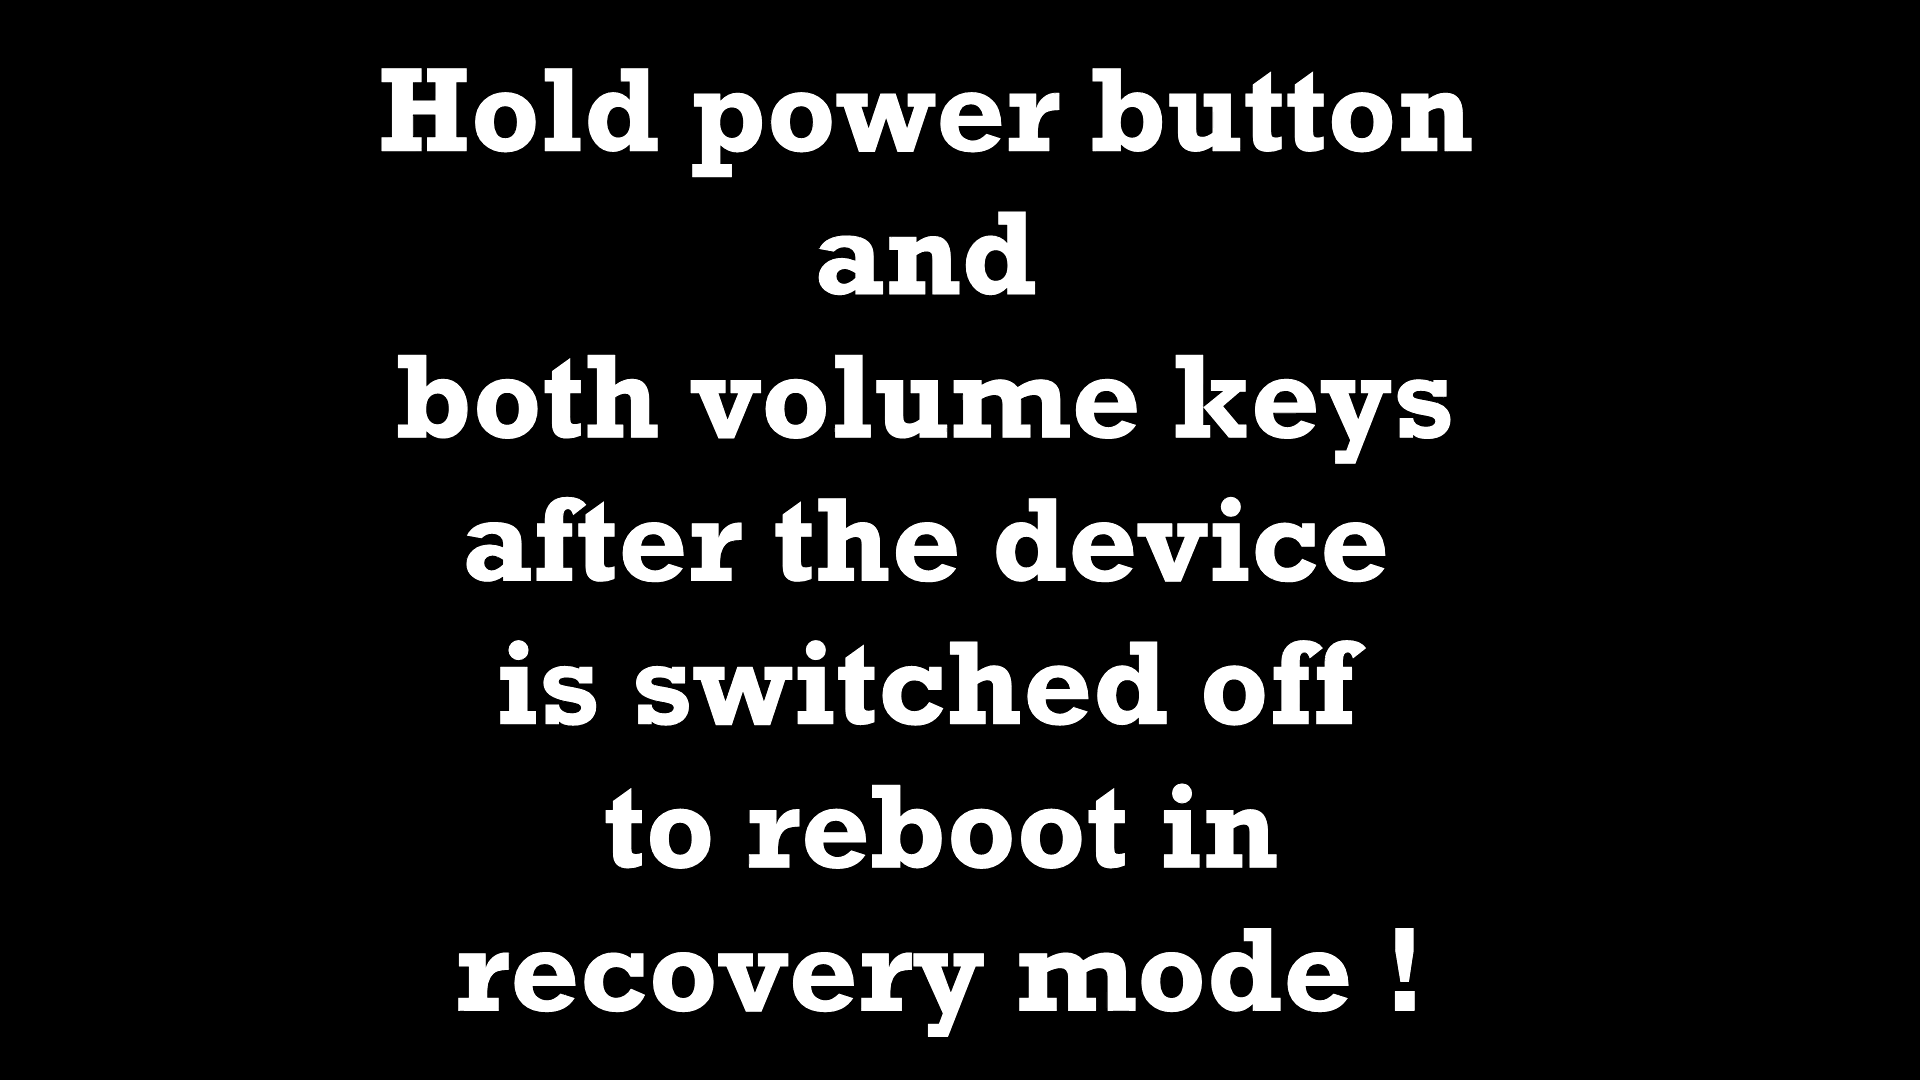 Hold power button
and
both volume keys
after the device
is switched off
to reboot in
recovery mode !